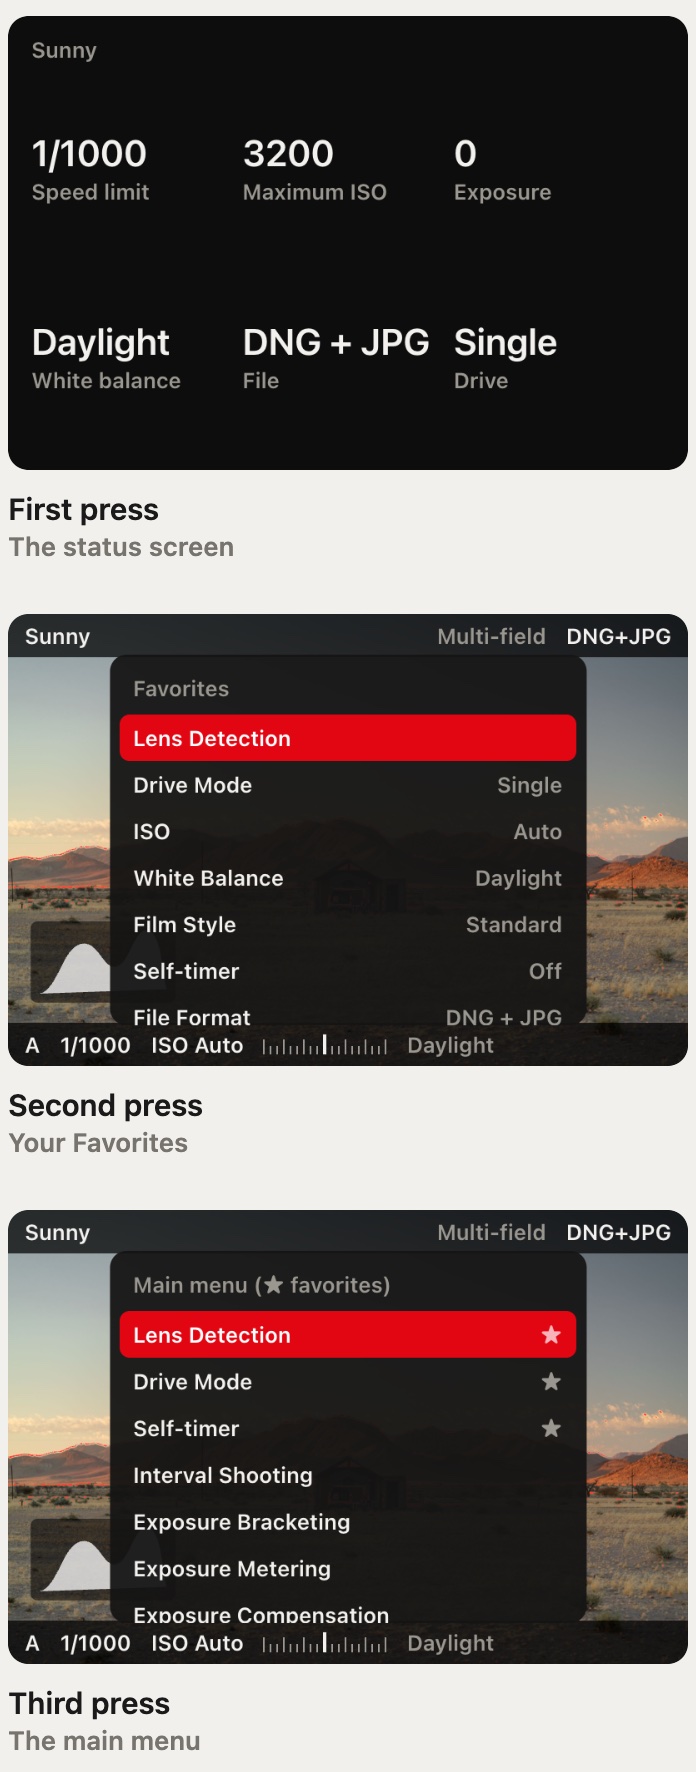 Sunny
1/1000 3200 0
Speed limit Maximum ISO Exposure
Daylight DNG + JPG Single
White balance File Drive
First press
The status screen
Sunny Multi-field DNG+JPG
Favorites
Lens Detection
Drive Mode Single
ISO Auto
White Balance Daylight
Film Style Standard
Self-timer Off
File Format DNG + JPG
A 1/1000 ISO Auto Daylight
Second press
Your Favorites
Sunny Multi-field DNG+JPG
Main menu (★ favorites)
Lens Detection ★
Drive Mode ★
Self-timer ★
Interval Shooting
Exposure Bracketing
Exposure Metering
Exposure Compensation
A 1/1000 ISO Auto Daylight
Third press
The main menu